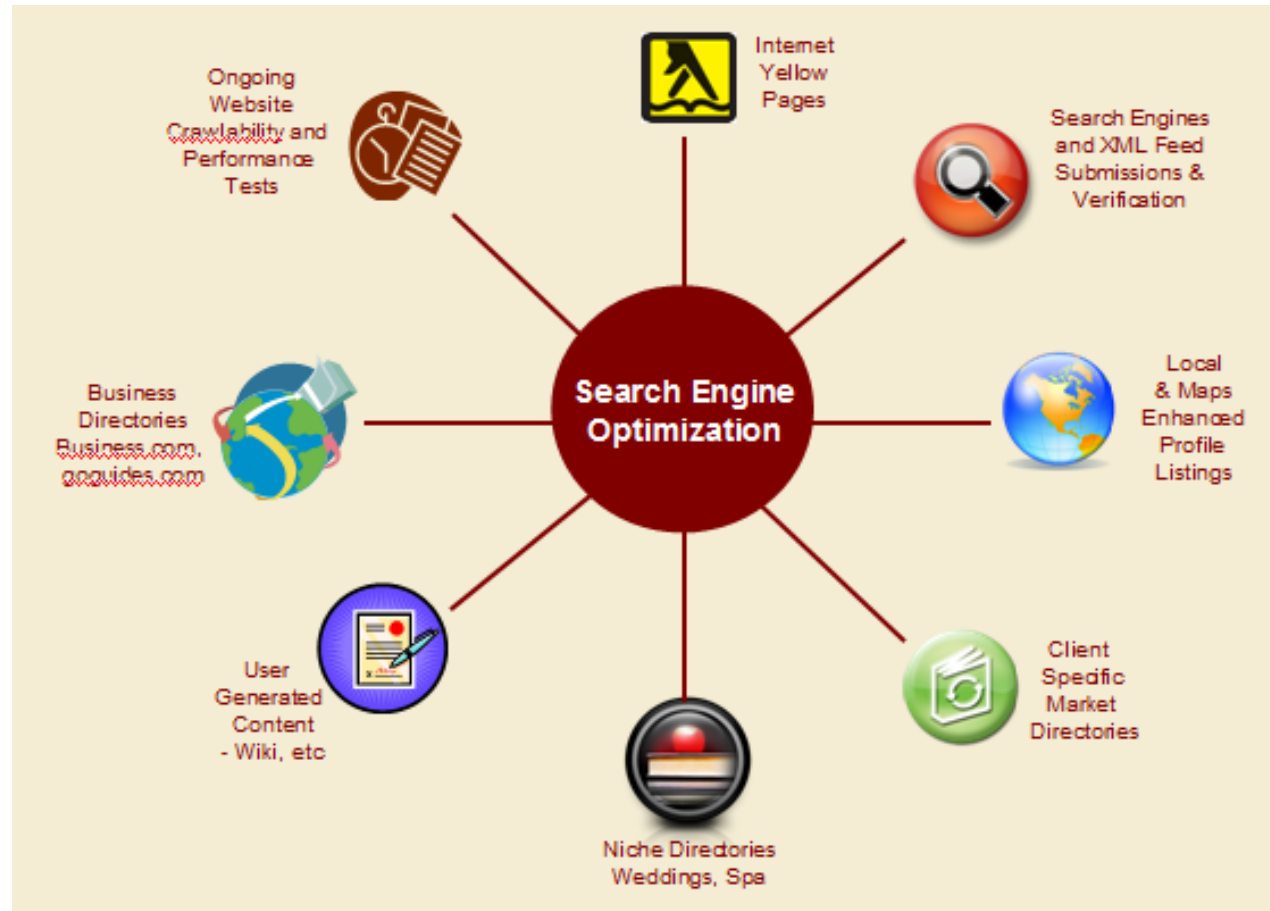 Internet
Yellow
Pages
Search Engines
and XML Feed
Submissions &
Verification
Local
& Maps
Enhanced
Profile
Listings
Client
Specific
Market
Directories
Niche Directories
Weddings, Spa
User
Generated
Content
- Wiki, etc
Business
Directories
Business.com,
goguides.com
Ongoing
Website
Crawlability and
Performance
Tests
Search Engine
Optimization